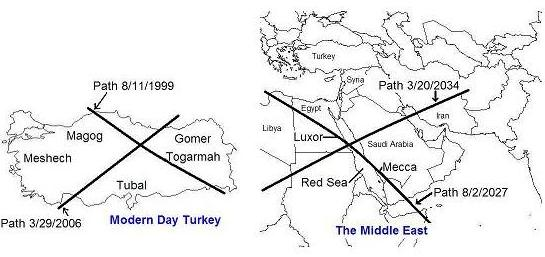 Path 8/11/1999
Magog
Gomer
Meshech
Togarmah
Tubal
Path 3/29/2006
Modern Day Turkey
Turkey
Syria
Path 3/20/2034
Egypt
Iran
Libya
Luxor
Saudi Arabia
Mecca
Red Sea
Path 8/2/2027
The Middle East